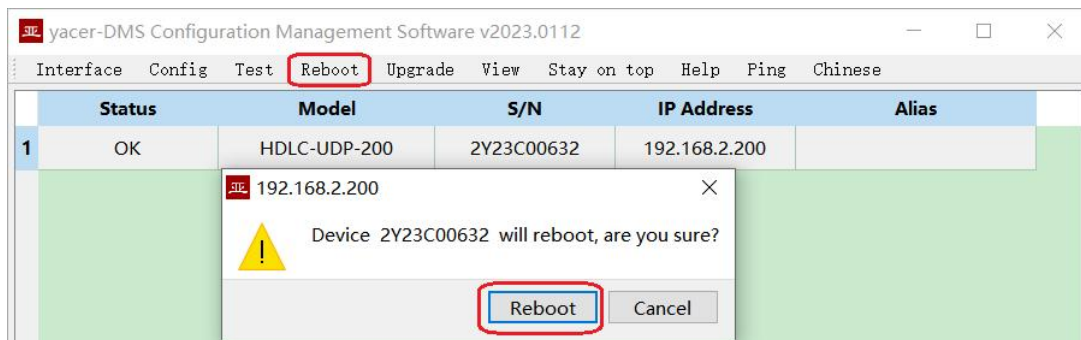 亚 yacer-DMS Configuration Management Software v2023.0112
Interface Config Test Reboot Upgrade View Stay on top Help Ping Chinese
Status Model S/N IP Address Alias
1 OK HDLC-UDP-200 2Y23C00632 192.168.2.200
亚 192.168.2.200
Device 2Y23C00632 will reboot, are you sure?
Reboot Cancel